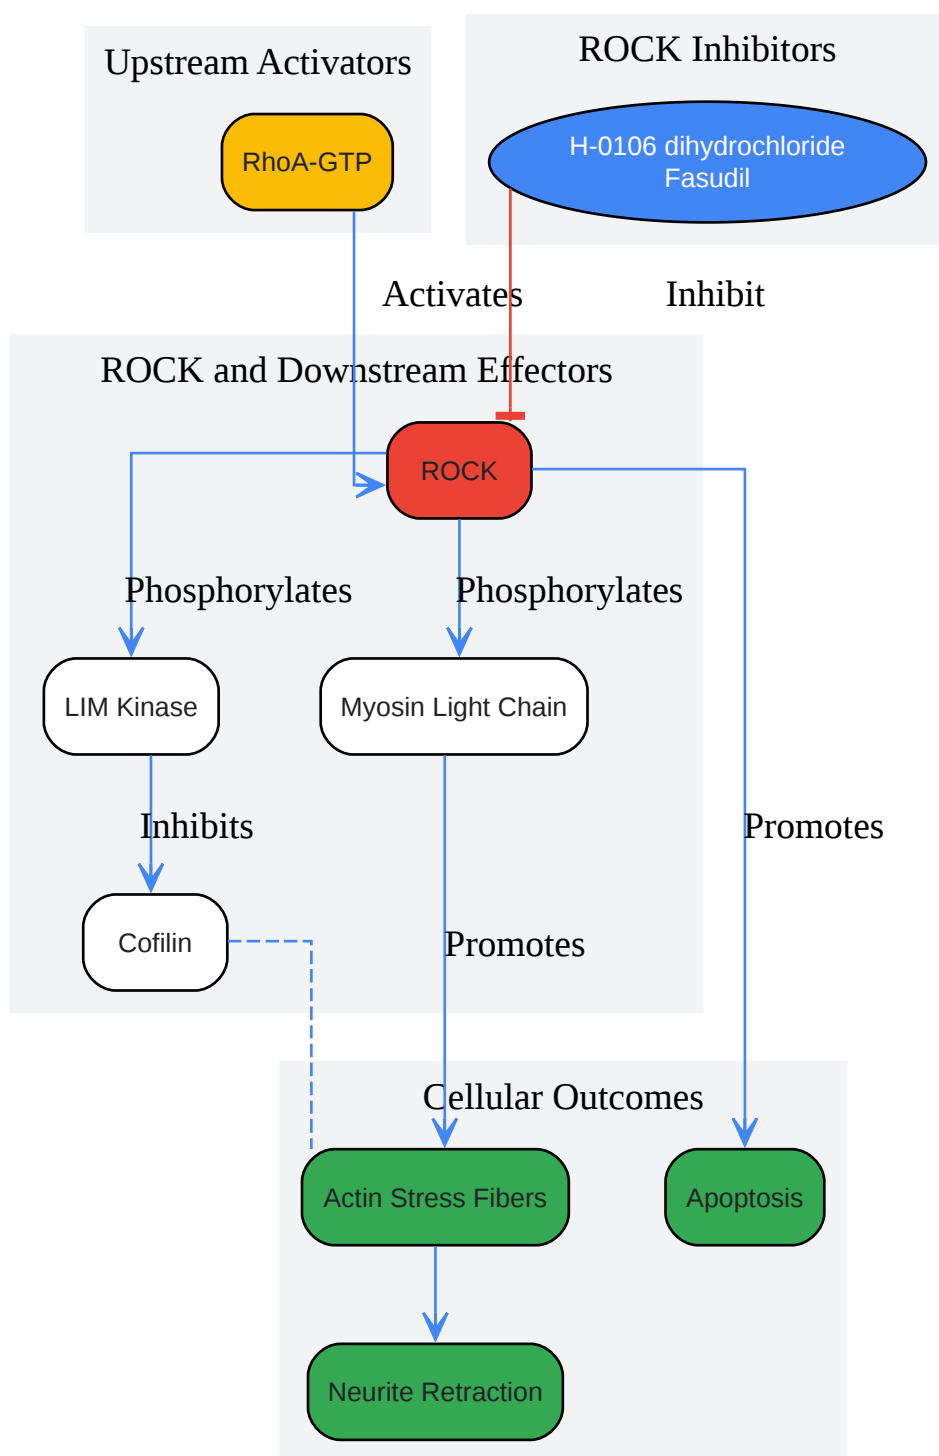 Upstream Activators
ROCK Inhibitors
RhoA-GTP
H-0106 dihydrochloride
Fasudil
Activates
Inhibit
ROCK and Downstream Effectors
ROCK
Phosphorylates
Phosphorylates
LIM Kinase
Myosin Light Chain
Inhibits
Promotes
Cofilin
Promotes
Cellular Outcomes
Actin Stress Fibers
Apoptosis
Neurite Retraction